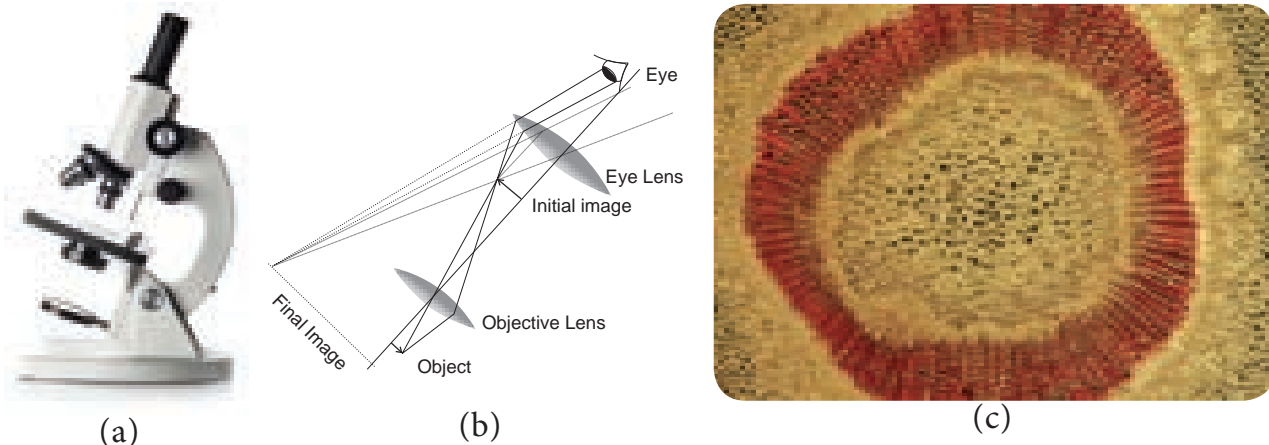 Eye
Eye Lens
Initial image
Final Image
Objective Lens
Object
(a)
(b)
(c)